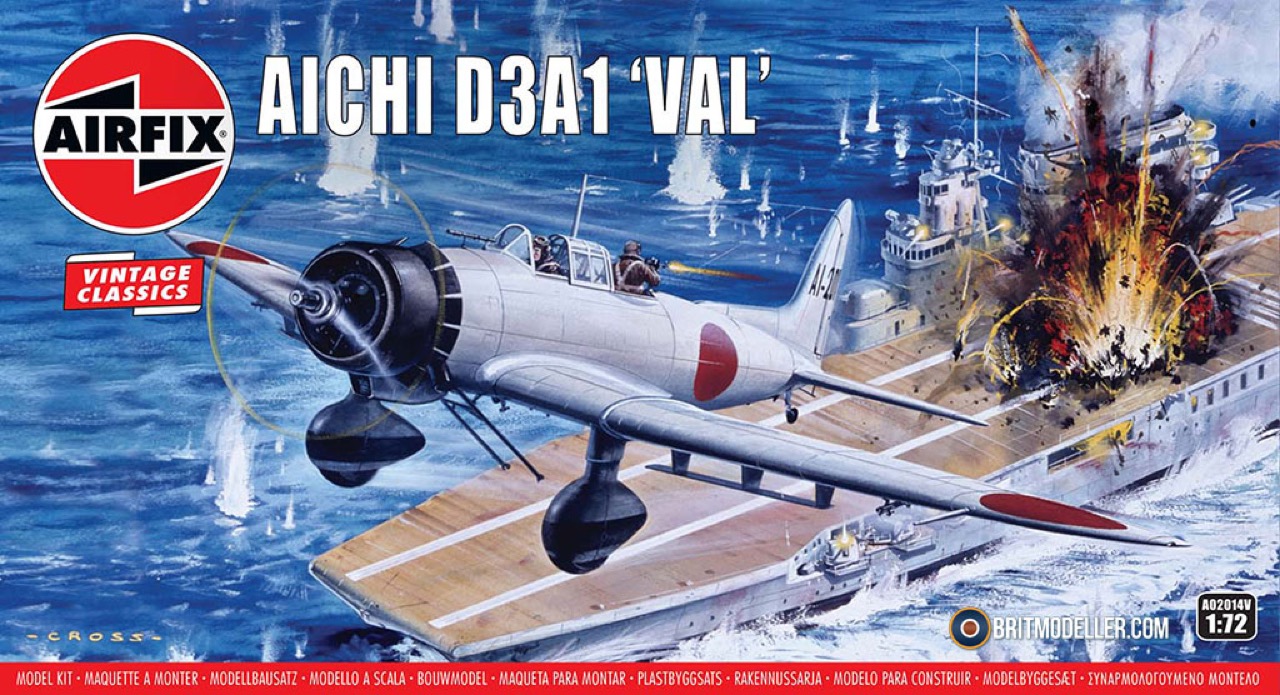 AIRFIX®
AICHI D3A1 ‘VAL’
VINTAGE
CLASSICS
AI-2
-CROSS-
BRITMODELLER.COM
A02014V
1:72
MODEL KIT • MAQUETTE A MONTER • MODELLBAUSATZ • MODELLO A SCALA • BOUWMODEL • MAQUETA PARA MONTAR • PLASTBYGGSATS • RAKENNUSSARJA • MODELO PARA CONSTRUIR • MODELBYGGESÆT • ΣΥΝΑΡΜΟΛΟΓΟΥΜΕΝΟ ΜΟΝΤΕΛΟ